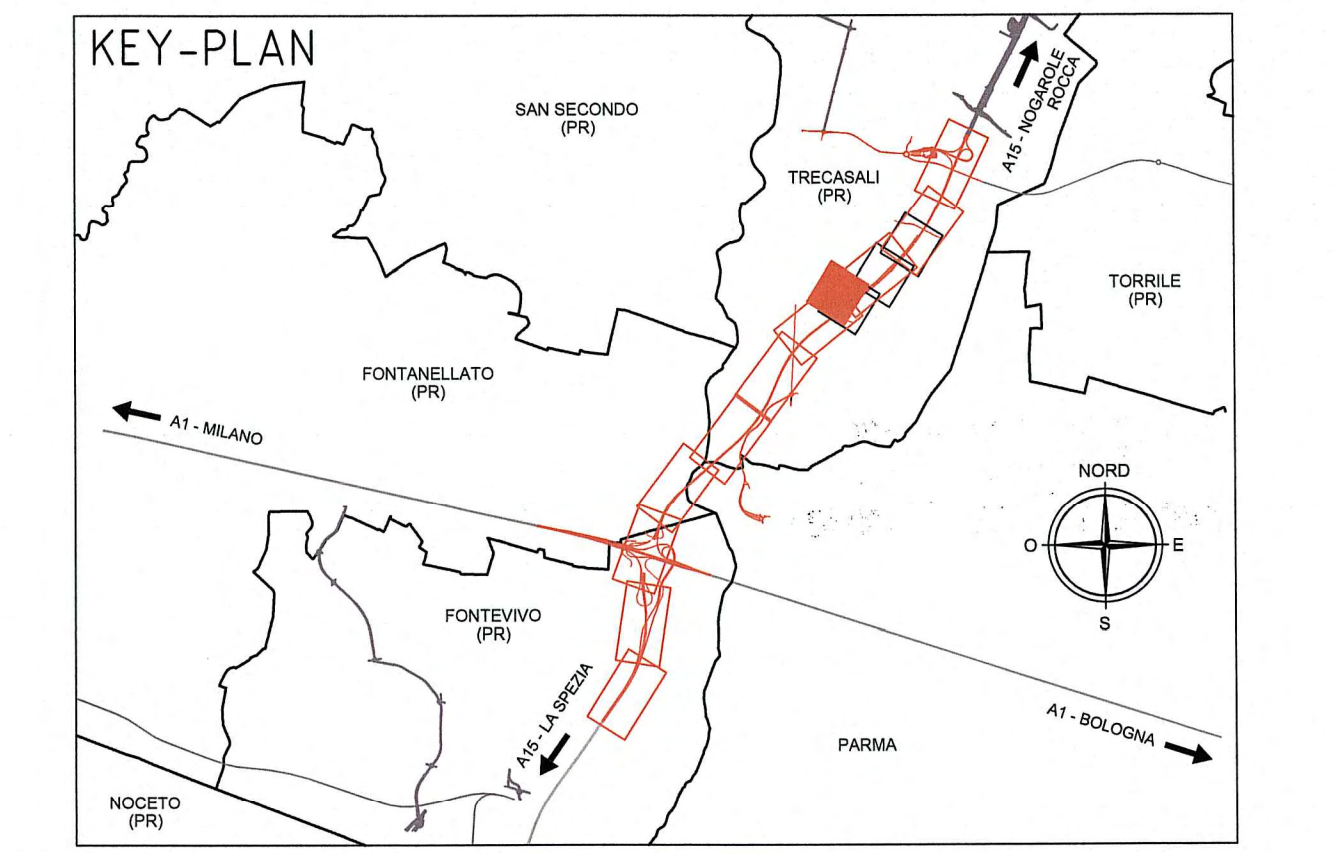 KEY-PLAN
SAN SECONDO
(PR)
A15 - NOGAROLE
ROCCA
TRECASALI
(PR)
TORRILE
(PR)
FONTANELLATO
(PR)
A1 - MILANO
NORD
O
E
S
FONTEVIVO
(PR)
A15 - LA SPEZIA
A1 - BOLOGNA
PARMA
NOCETO
(PR)